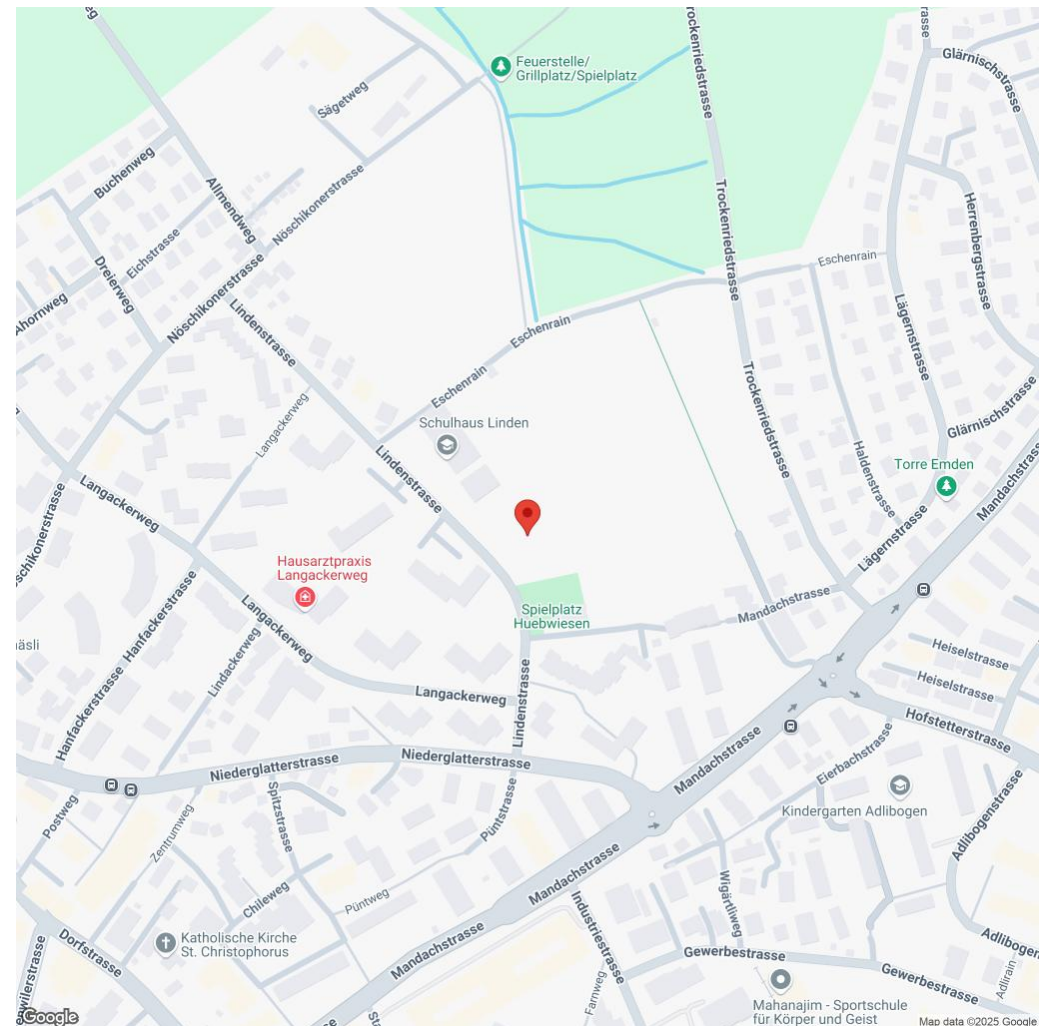 Feuerstelle/
Grillplatz/Spielplatz
Glärnischstrasse
Sägetweg
Trockenriedstrasse
Buchenweg
Allmendweg
Nöschikonerstrasse
Herrenbergstrasse
Eichstrasse
Trockenriedstrasse
Dreierweg
Eschenrain
Ahornweg
Nöschikonerstrasse
Lindenstrasse
Eschenrain
Lägernstrasse
Eschenrain
Trockenriedstrasse
Glärnischstrasse
Langackerweg
Schulhaus Linden
Haldenstrasse
Lindenstrasse
Torre Emden
Mandachstrasse
Langackerweg
Lägernstrasse
Hausarztpraxis
Langackerweg
Spielplatz
Huebwiesen
Mandachstrasse
Hanfackerstrasse
Langackerweg
Lindackerweg
Heiselstrasse
Heiselstrasse
Langackerweg
Lindenstrasse
Hofstetterstrasse
Niederglatterstrasse
Niederglatterstrasse
Mandachstrasse
Eierbachstrasse
Postweg
Spitzstrasse
Püntstrasse
Kindergarten Adlibogen
Zentrumweg
Adlibogenstrasse
Chileweg
Püntweg
Mandachstrasse
Wigärtliweg
Industriestrasse
Katholische Kirche
St. Christophorus
Dorfstrasse
Mandachstrasse
Gewerbestrasse
Adlibogen
Gewerbestrasse
Adlirain
Farnweg
Mahanajim - Sportschule
für Körper und Geist
Google
Map data ©2025 Google